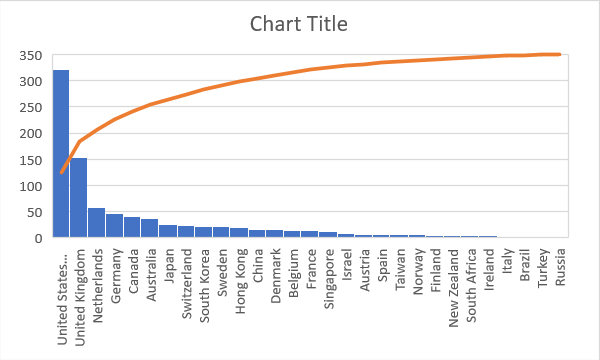 Chart Title
350
300
250
200
150
100
50
0
United States....
United Kingdom
Netherlands
Germany
Canada
Australia
Japan
Switzerland
South Korea
Sweden
Hong Kong
China
Denmark
Belgium
France
Singapore
Israel
Austria
Spain
Taiwan
Norway
Finland
New Zealand
South Africa
Ireland
Italy
Brazil
Turkey
Russia